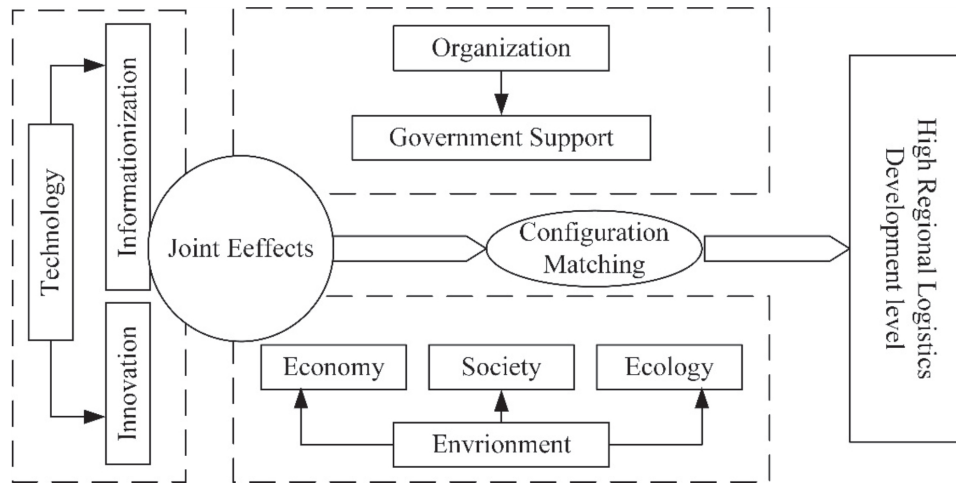 Technology
Informationization
Innovation
Joint Eeffects
Organization
Government Support
Configuration
Matching
Economy
Society
Ecology
Envrionment
High Regional Logistics
Development level